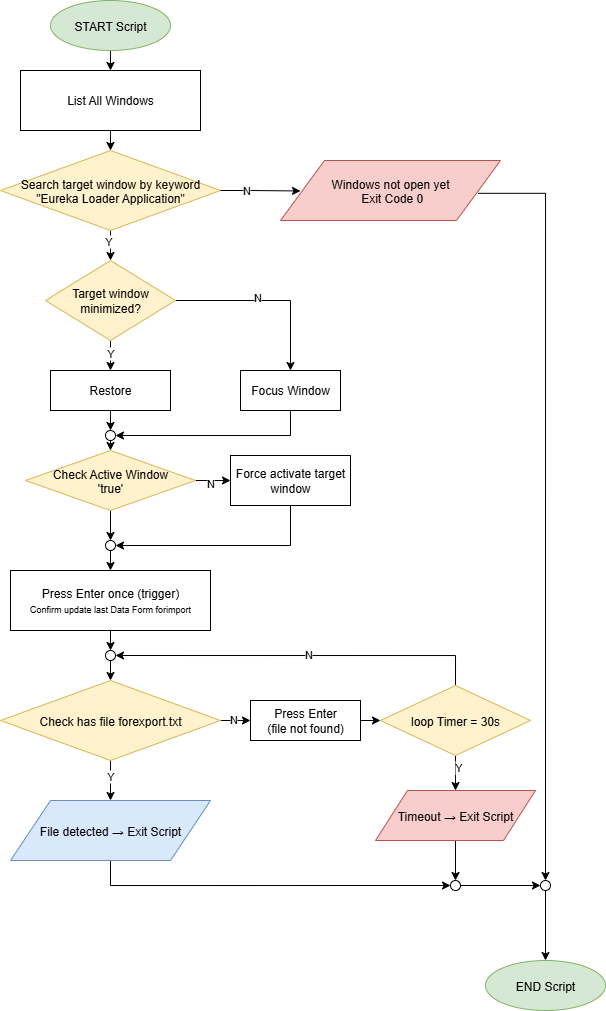 START Script
List All Windows
Search target window by keyword
"Eureka Loader Application"
N
Windows not open yet
Exit Code 0
Y
Target window
minimized?
N
Y
Restore
Focus Window
Check Active Window
'true'
N
Force activate target
window
Press Enter once (trigger)
Confirm update last Data Form forimport
N
Check has file forexport.txt
N
Press Enter
(file not found)
loop Timer = 30s
Y
Y
File detected → Exit Script
Timeout → Exit Script
END Script